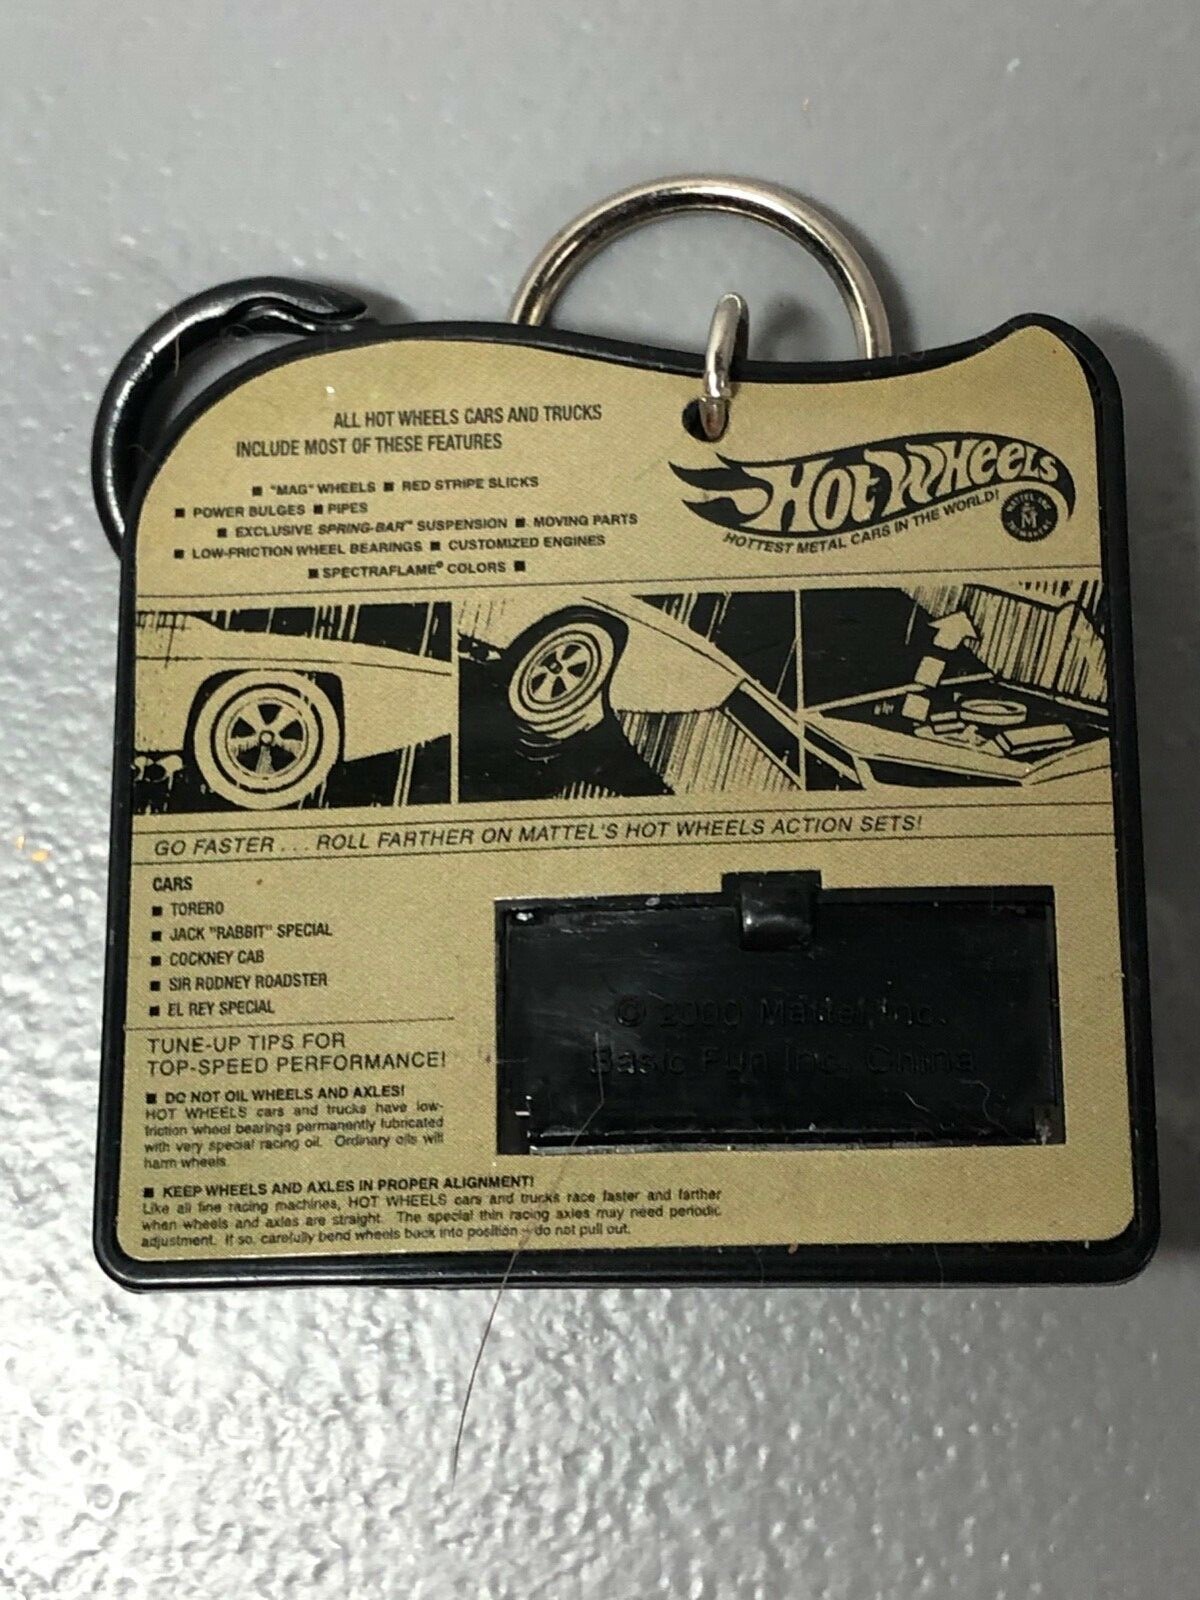 ALL HOT WHEELS CARS AND TRUCKS
INCLUDE MOST OF THESE FEATURES
■ "MAG" WHEELS ■ RED STRIPE SLICKS
■ POWER BULGES ■ PIPES
■ EXCLUSIVE SPRING-BAR™ SUSPENSION ■ MOVING PARTS
■ LOW-FRICTION WHEEL BEARINGS ■ CUSTOMIZED ENGINES
■ SPECTRAFLAME® COLORS ■
HOT WHEELS
HOTTEST METAL CARS IN THE WORLD!
MATTEL, INC.
M
GO FASTER . . . ROLL FARTHER ON MATTEL'S HOT WHEELS ACTION SETS!
CARS
■ TORERO
■ JACK "RABBIT" SPECIAL
■ COCKNEY CAB
■ SIR RODNEY ROADSTER
■ EL REY SPECIAL
© 2000 Mattel, Inc.
Basic Fun Inc. China
TUNE-UP TIPS FOR
TOP-SPEED PERFORMANCE!
■ DO NOT OIL WHEELS AND AXLES!
HOT WHEELS cars and trucks have low-
friction wheel bearings permanently lubricated
with very special racing oil. Ordinary oils will
harm wheels.
■ KEEP WHEELS AND AXLES IN PROPER ALIGNMENT!
Like all fine racing machines, HOT WHEELS cars and trucks race faster and farther
when wheels and axles are straight. The special thin racing axles may need periodic
adjustment. If so, carefully bend wheels back into position – do not pull out.